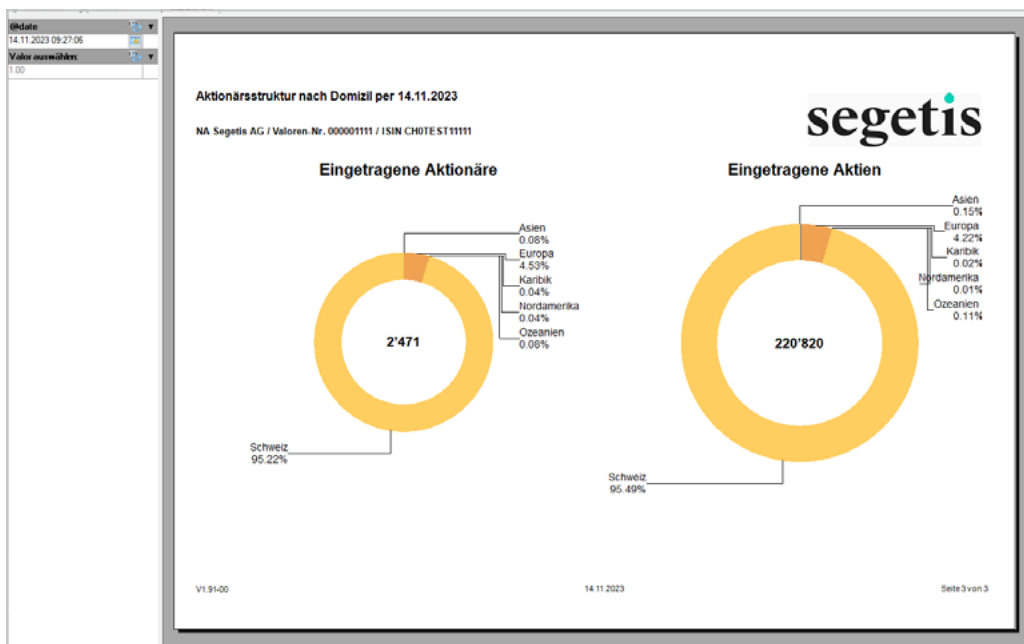 @date
14.11.2023 09:27:06
Valor auswählen:
1.00
Aktionärsstruktur nach Domizil per 14.11.2023
segetis
NA Segetis AG / Valoren-Nr. 000001111 / ISIN CH0TEST11111
Eingetragene Aktionäre
Asien
0.08%
Europa
4.53%
Karibik
0.04%
Nordamerika
0.04%
Ozeanien
0.08%
2'471
Schweiz
95.22%
Eingetragene Aktien
Asien
0.15%
Europa
4.22%
Karibik
0.02%
Nordamerika
0.01%
Ozeanien
0.11%
220'820
Schweiz
95.49%
V1.91-00
14.11.2023
Seite 3 von 3